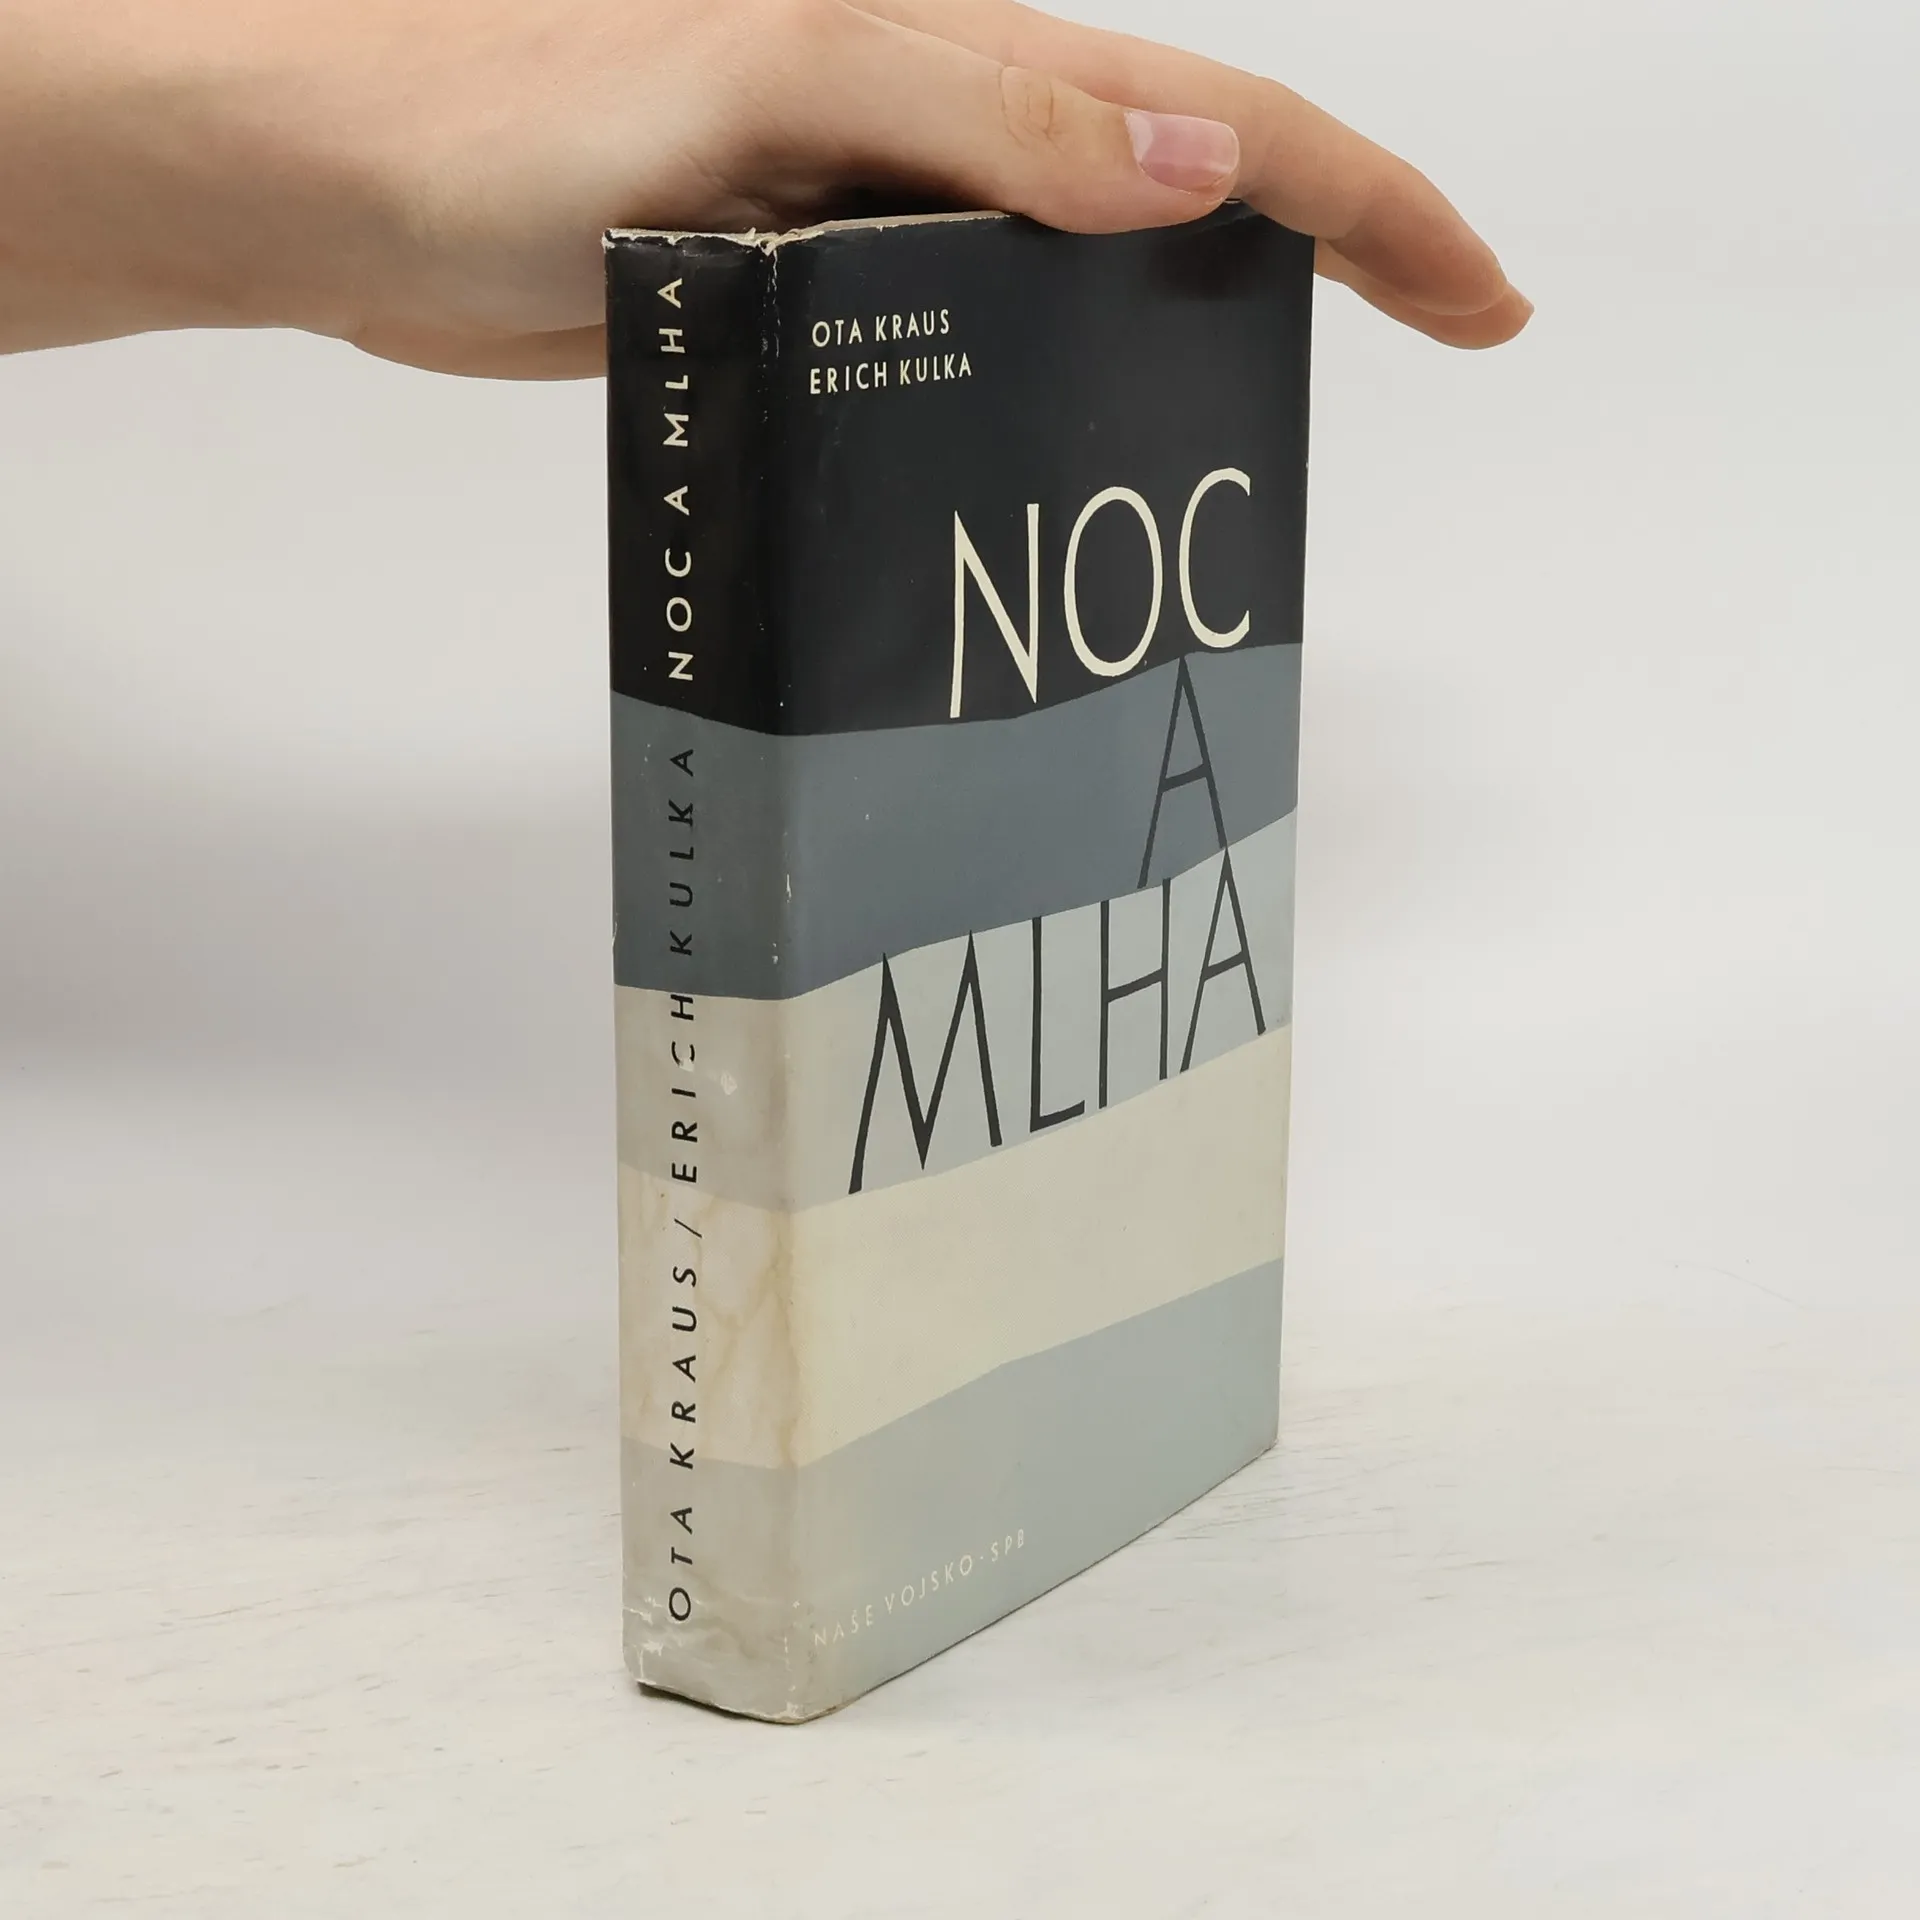 OTA KRAUS / ERICH KULKA NOC A MLHA
OTA KRAUS
ERICH KULKA
NOC
A
MLHA
NAŠE VOJSKO · SPB